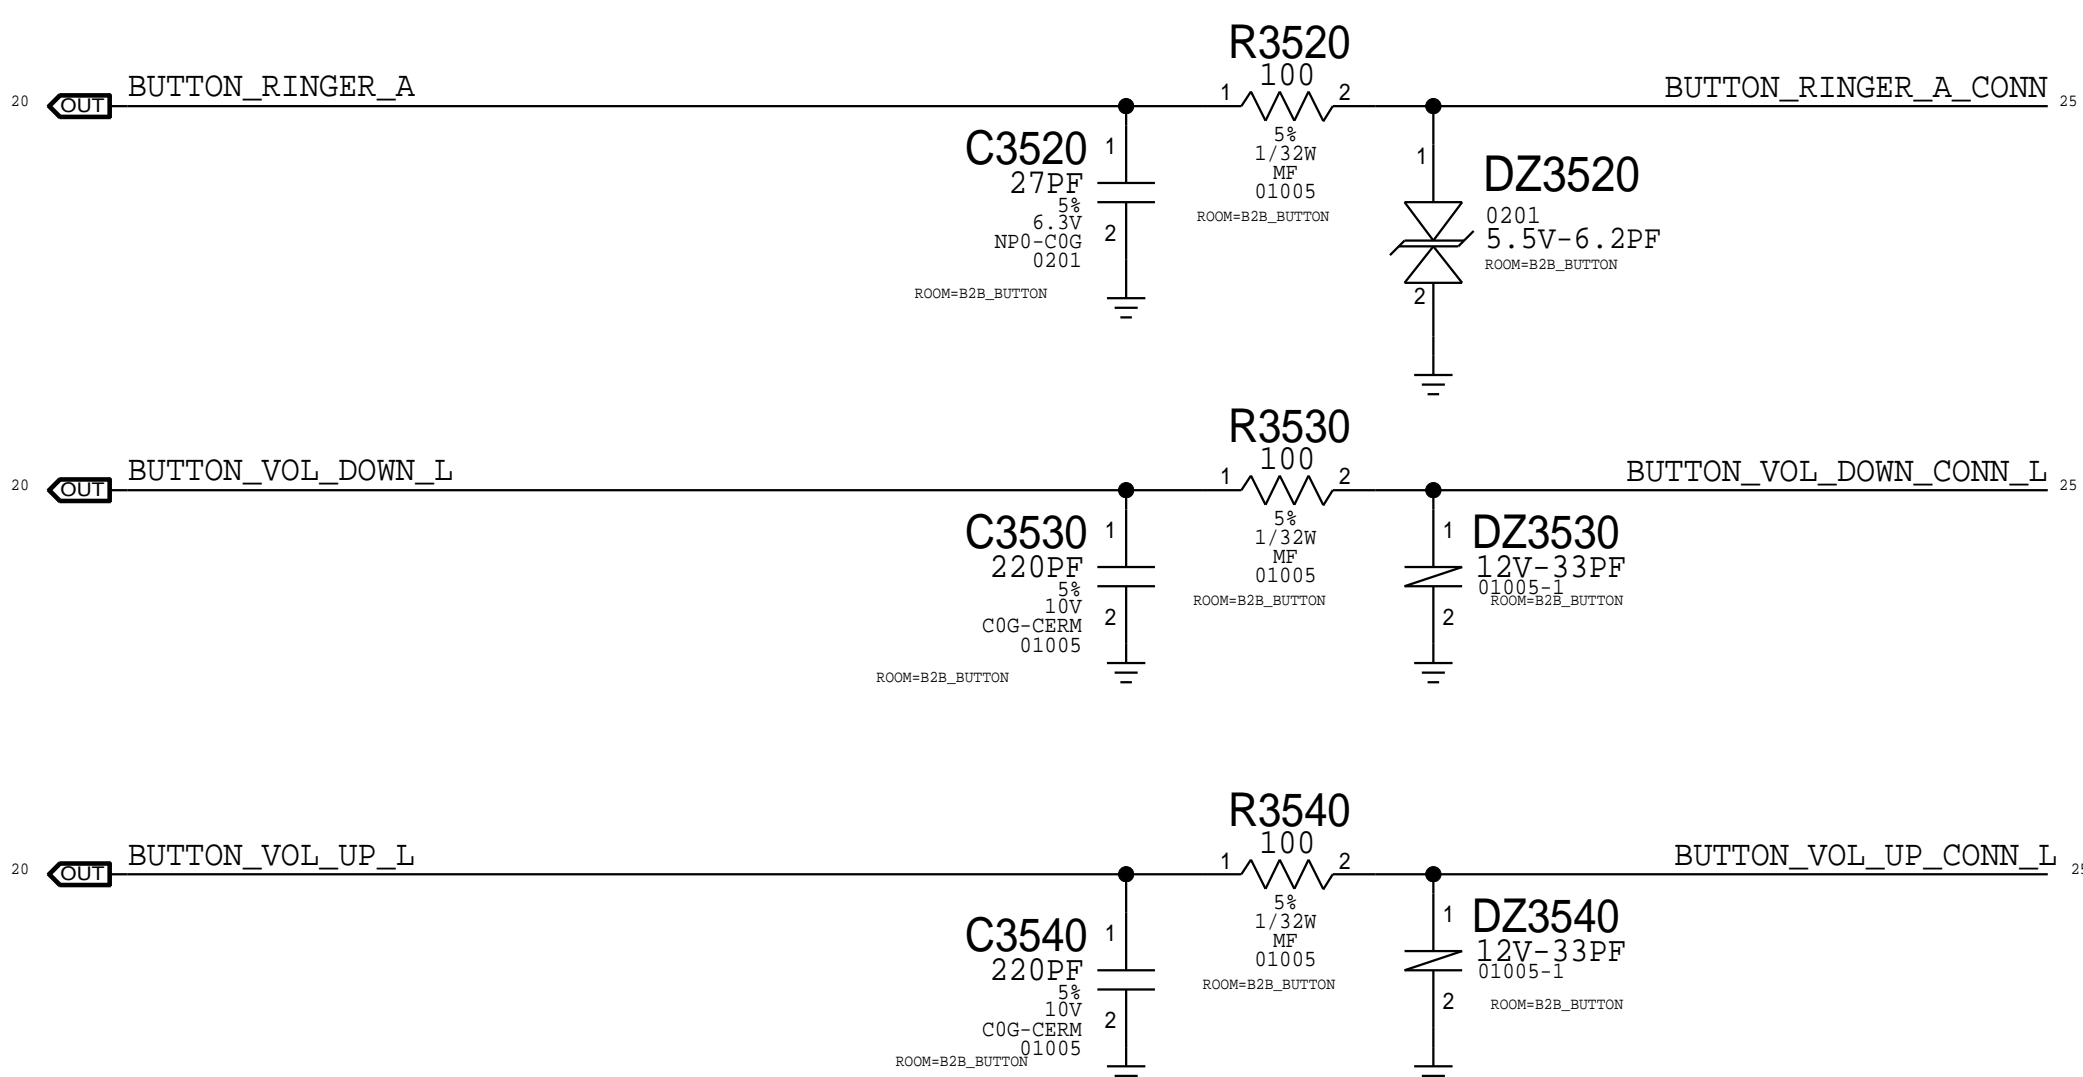 R3520
100
20 OUT BUTTON_RINGER_A 1 2 BUTTON_RINGER_A_CONN 25
5%
1/32W
MF
01005
ROOM=B2B_BUTTON
C3520 1
27PF
5%
6.3V
NP0-C0G 2
0201
ROOM=B2B_BUTTON
1 DZ3520
0201
5.5V-6.2PF
ROOM=B2B_BUTTON
2
R3530
100
20 OUT BUTTON_VOL_DOWN_L 1 2 BUTTON_VOL_DOWN_CONN_L 25
5%
1/32W
MF
01005
ROOM=B2B_BUTTON
C3530 1
220PF
5%
10V
C0G-CERM 2
01005
ROOM=B2B_BUTTON
1 DZ3530
12V-33PF
01005-1
ROOM=B2B_BUTTON
2
R3540
100
20 OUT BUTTON_VOL_UP_L 1 2 BUTTON_VOL_UP_CONN_L
5%
1/32W
MF
01005
ROOM=B2B_BUTTON
C3540 1
220PF
5%
10V
C0G-CERM 2
01005
ROOM=B2B_BUTTON
1 DZ3540
12V-33PF
01005-1
2 ROOM=B2B_BUTTON